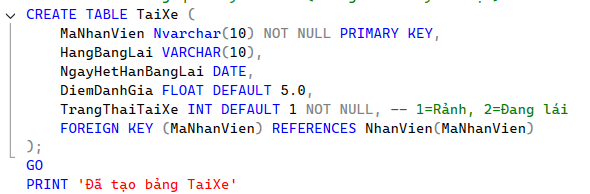 CREATE TABLE TaiXe (
MaNhanVien Nvarchar(10) NOT NULL PRIMARY KEY,
HangBangLai VARCHAR(10),
NgayHetHanBangLai DATE,
DiemDanhGia FLOAT DEFAULT 5.0,
TrangThaiTaiXe INT DEFAULT 1 NOT NULL, -- 1=Rảnh, 2=Đang lái
FOREIGN KEY (MaNhanVien) REFERENCES NhanVien(MaNhanVien)
);
GO
PRINT 'Đã tạo bảng TaiXe'